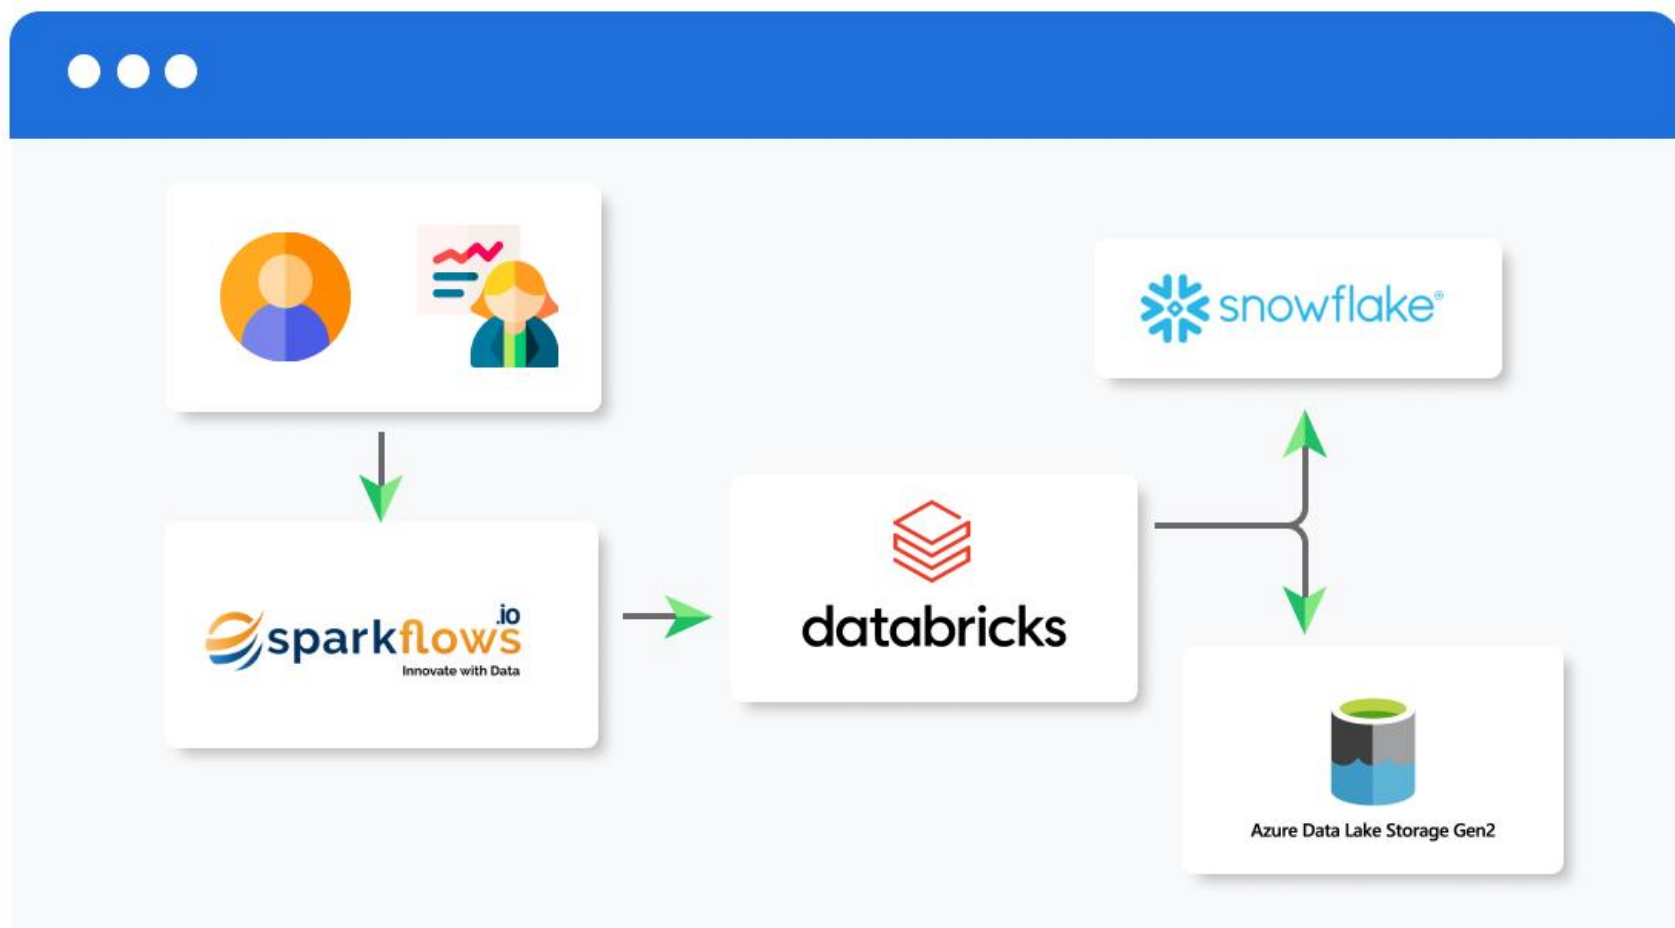 snowflake®
databricks
sparkflows.io
Innovate with Data
Azure Data Lake Storage Gen2